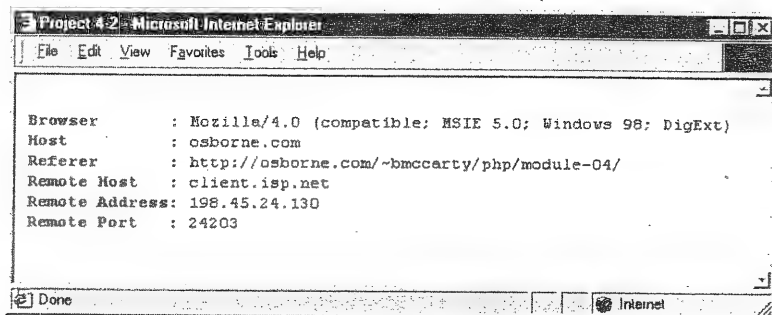 Project 4-2 - Microsoft Internet Explorer
File Edit View Favorites Tools Help
Browser : Mozilla/4.0 (compatible; MSIE 5.0; Windows 98; DigExt)
Host : osborne.com
Referer : http://osborne.com/~bmccarty/php/module-04/
Remote Host : client.isp.net
Remote Address: 198.45.24.130
Remote Port : 24203
Done Internet